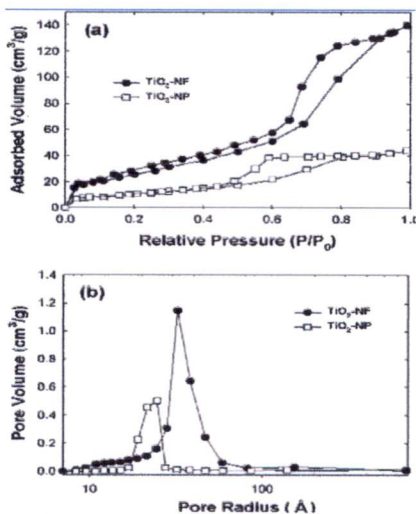 (a)
140
120
100
80
60
40
20
0
TiO2-NF
TiO2-NP
Adsorbed Volume (cm3/g)
0.0 0.2 0.4 0.6 0.8 1.0
Relative Pressure (P/P0)
(b)
1.4
1.2
1.0
0.8
0.6
0.4
0.2
0.0
TiO2-NF
TiO2-NP
Pore Volume (cm3/g)
10 100
Pore Radius ( Å)